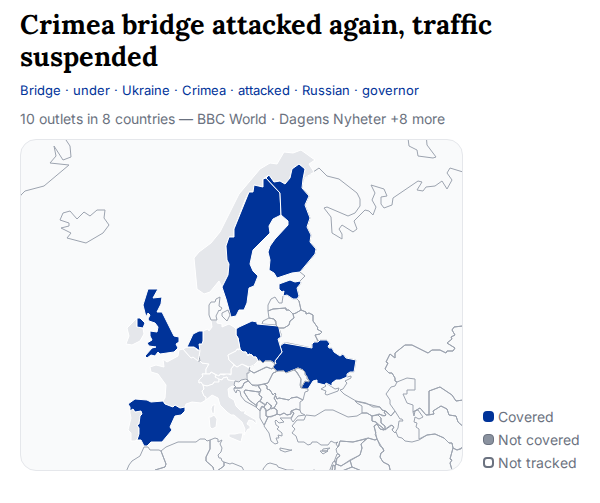 Crimea bridge attacked again, traffic
suspended
Bridge · under · Ukraine · Crimea · attacked · Russian · governor
10 outlets in 8 countries — BBC World · Dagens Nyheter +8 more
Covered
Not covered
Not tracked